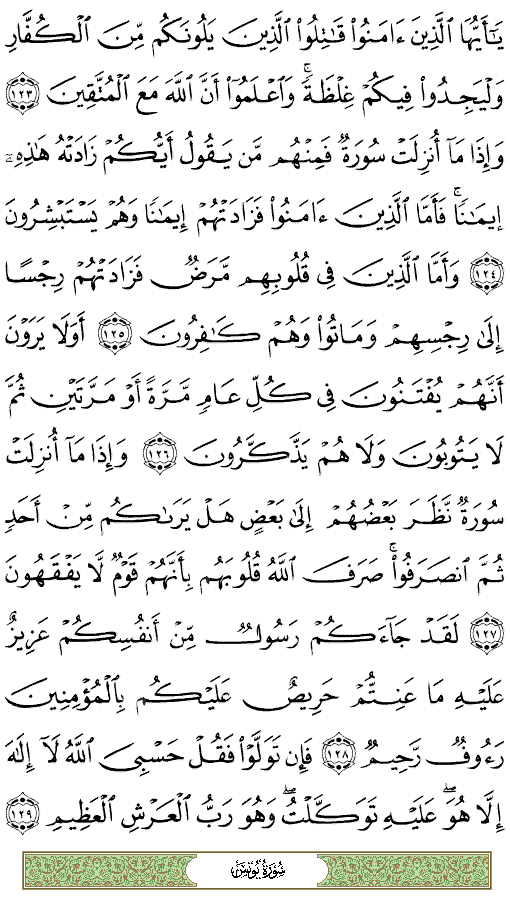 يَـٰٓأَيُّهَا ٱلَّذِينَ ءَامَنُوا۟ قَـٰتِلُوا۟ ٱلَّذِينَ يَلُونَكُم مِّنَ ٱلْكُفَّارِ
وَلْيَجِدُوا۟ فِيكُمْ غِلْظَةً ۚ وَٱعْلَمُوٓا۟ أَنَّ ٱللَّهَ مَعَ ٱلْمُتَّقِينَ ١٢٣
وَإِذَا مَآ أُنزِلَتْ سُورَةٌ فَمِنْهُم مَّن يَقُولُ أَيُّكُمْ زَادَتْهُ هَـٰذِهِۦٓ
إِيمَـٰنًا ۚ فَأَمَّا ٱلَّذِينَ ءَامَنُوا۟ فَزَادَتْهُمْ إِيمَـٰنًا وَهُمْ يَسْتَبْشِرُونَ
١٢٤ وَأَمَّا ٱلَّذِينَ فِى قُلُوبِهِم مَّرَضٌ فَزَادَتْهُمْ رِجْسًا
إِلَىٰ رِجْسِهِمْ وَمَاتُوا۟ وَهُمْ كَـٰفِرُونَ ١٢٥ أَوَلَا يَرَوْنَ
أَنَّهُمْ يُفْتَنُونَ فِى كُلِّ عَامٍ مَّرَّةً أَوْ مَرَّتَيْنِ ثُمَّ
لَا يَتُوبُونَ وَلَا هُمْ يَذَّكَّرُونَ ١٢٦ وَإِذَا مَآ أُنزِلَتْ
سُورَةٌ نَّظَرَ بَعْضُهُمْ إِلَىٰ بَعْضٍ هَلْ يَرَىٰكُم مِّنْ أَحَدٍ
ثُمَّ ٱنصَرَفُوا۟ ۚ صَرَفَ ٱللَّهُ قُلُوبَهُم بِأَنَّهُمْ قَوْمٌ لَّا يَفْقَهُونَ
١٢٧ لَقَدْ جَآءَكُمْ رَسُولٌ مِّنْ أَنفُسِكُمْ عَزِيزٌ
عَلَيْهِ مَا عَنِتُّمْ حَرِيصٌ عَلَيْكُم بِٱلْمُؤْمِنِينَ
رَءُوفٌ رَّحِيمٌ ١٢٨ فَإِن تَوَلَّوْا۟ فَقُلْ حَسْبِىَ ٱللَّهُ لَآ إِلَـٰهَ
إِلَّا هُوَ ۖ عَلَيْهِ تَوَكَّلْتُ ۖ وَهُوَ رَبُّ ٱلْعَرْشِ ٱلْعَظِيمِ ١٢٩
سُورَةُ يُونُسَ